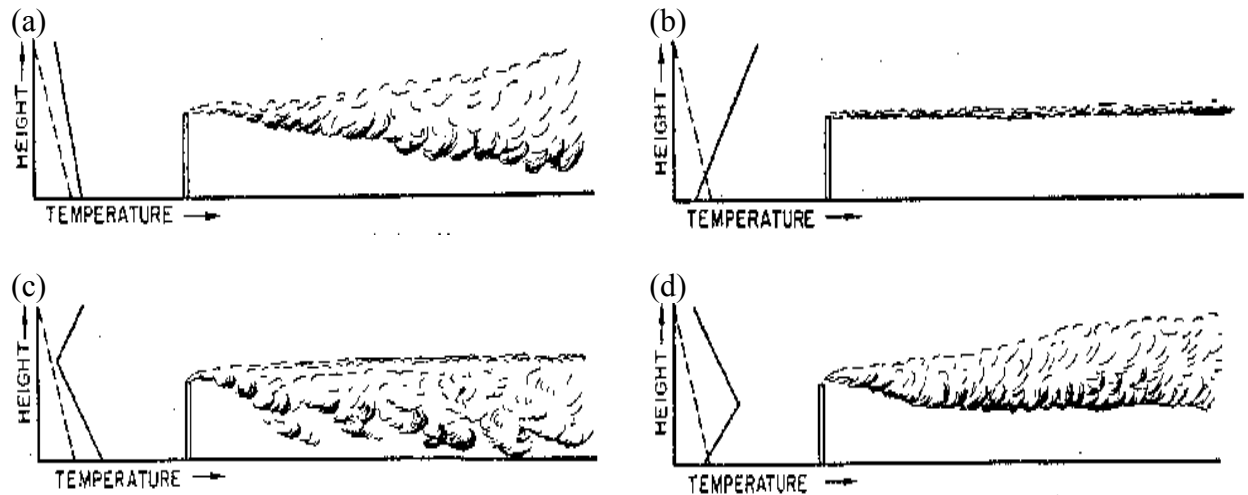 (a)
HEIGHT
TEMPERATURE
(b)
HEIGHT
TEMPERATURE
(c)
HEIGHT
TEMPERATURE
(d)
HEIGHT
TEMPERATURE